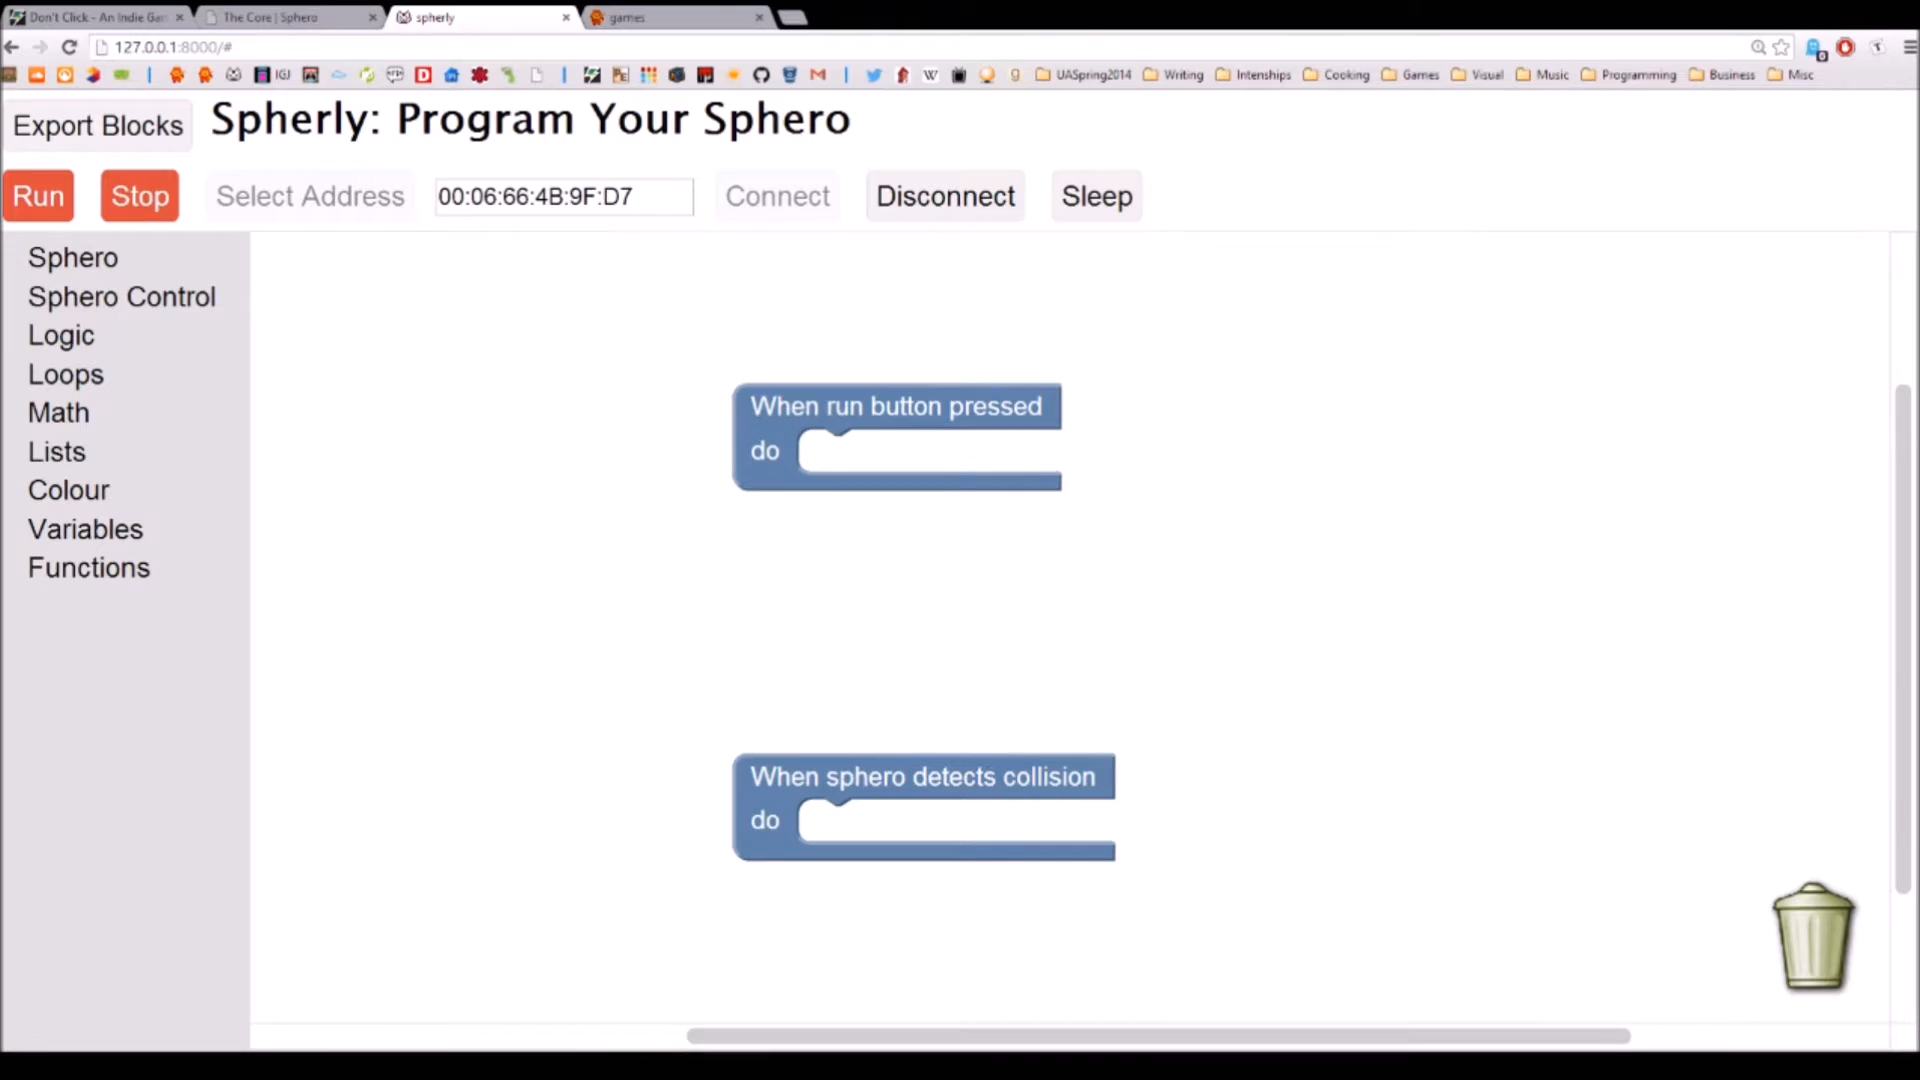 Don't Click - An Indie Gam
The Core | Sphero
spherly
games
127.0.0.1:8000/#
IGJ
UASpring2014
Writing
Intenships
Cooking
Games
Visual
Music
Programming
Business
Misc
Export Blocks
Spherly: Program Your Sphero
Run
Stop
Select Address
00:06:66:4B:9F:D7
Connect
Disconnect
Sleep
Sphero
Sphero Control
Logic
Loops
Math
Lists
Colour
Variables
Functions
When run button pressed
do
When sphero detects collision
do